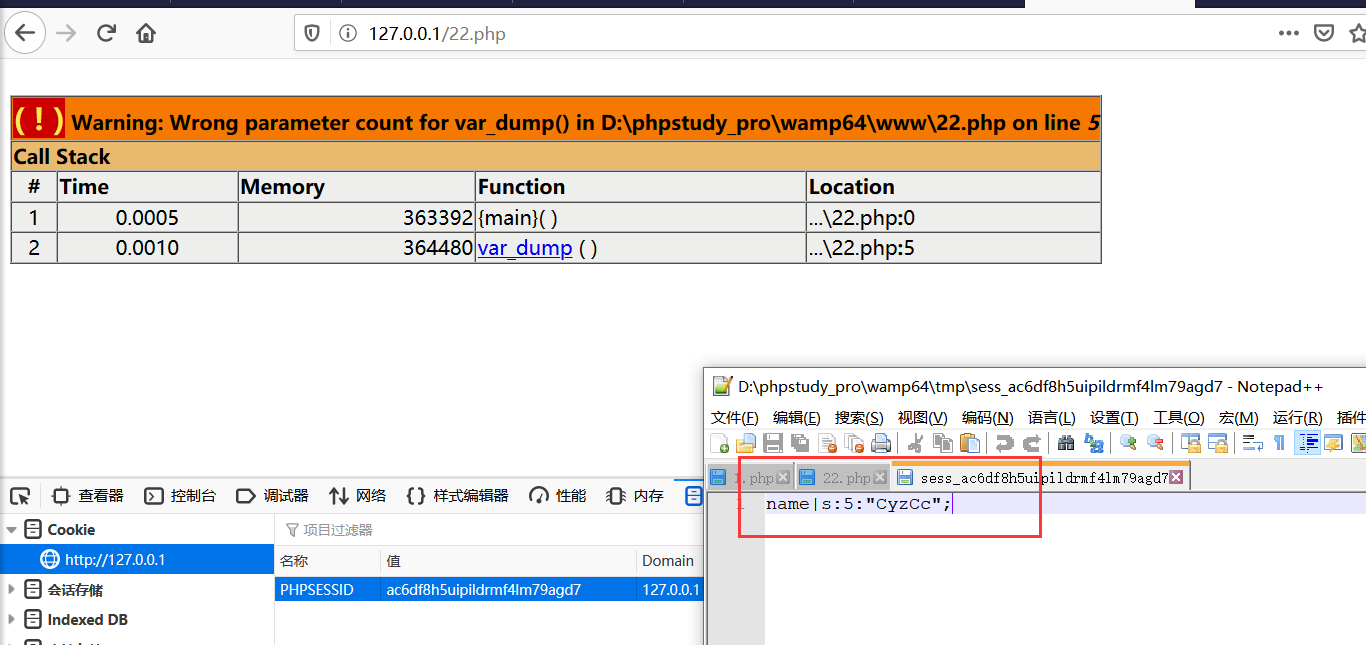 127.0.0.1/22.php
( ! ) Warning: Wrong parameter count for var_dump() in D:\phpstudy_pro\wamp64\www\22.php on line 5
Call Stack
# Time Memory Function Location
1 0.0005 363392 {main}( ) ...\22.php:0
2 0.0010 364480 var_dump ( ) ...\22.php:5
D:\phpstudy_pro\wamp64\tmp\sess_ac6df8h5uipildrmf4lm79agd7 - Notepad++
文件(F) 编辑(E) 搜索(S) 视图(V) 编码(N) 语言(L) 设置(T) 工具(O) 宏(M) 运行(R) 插件
1.php 22.php sess_ac6df8h5uipildrmf4lm79agd7
1 name|s:5:"CyzCc";
查看器 控制台 调试器 网络 样式编辑器 性能 内存
Cookie
http://127.0.0.1
会话存储
Indexed DB
项目过滤器
名称 值 Domain
PHPSESSID ac6df8h5uipildrmf4lm79agd7 127.0.0.1